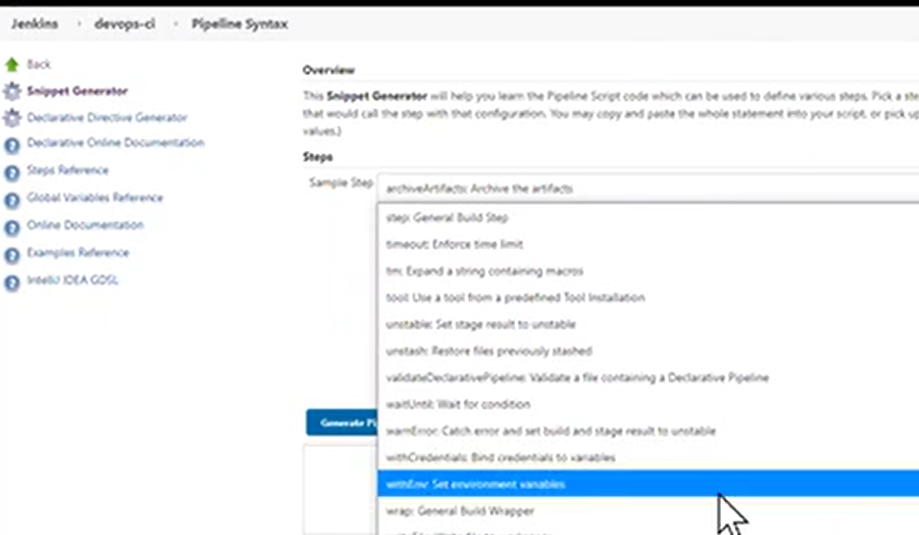 Jenkins › devops-ci › Pipeline Syntax
Back
Snippet Generator
Declarative Directive Generator
Declarative Online Documentation
Steps Reference
Global Variables Reference
Online Documentation
Examples Reference
IntelliJ IDEA GDSL
Overview
This Snippet Generator will help you learn the Pipeline Script code which can be used to define various steps. Pick a ste
that would call the step with that configuration. You may copy and paste the whole statement into your script, or pick up
values.)
Steps
Sample Step
archiveArtifacts: Archive the artifacts
step: General Build Step
timeout: Enforce time limit
tm: Expand a string containing macros
tool: Use a tool from a predefined Tool Installation
unstable: Set stage result to unstable
unstash: Restore files previously stashed
validateDeclarativePipeline: Validate a file containing a Declarative Pipeline
waitUntil: Wait for condition
warnError: Catch error and set build and stage result to unstable
withCredentials: Bind credentials to variables
withEnv: Set environment variables
wrap: General Build Wrapper
Generate Pi